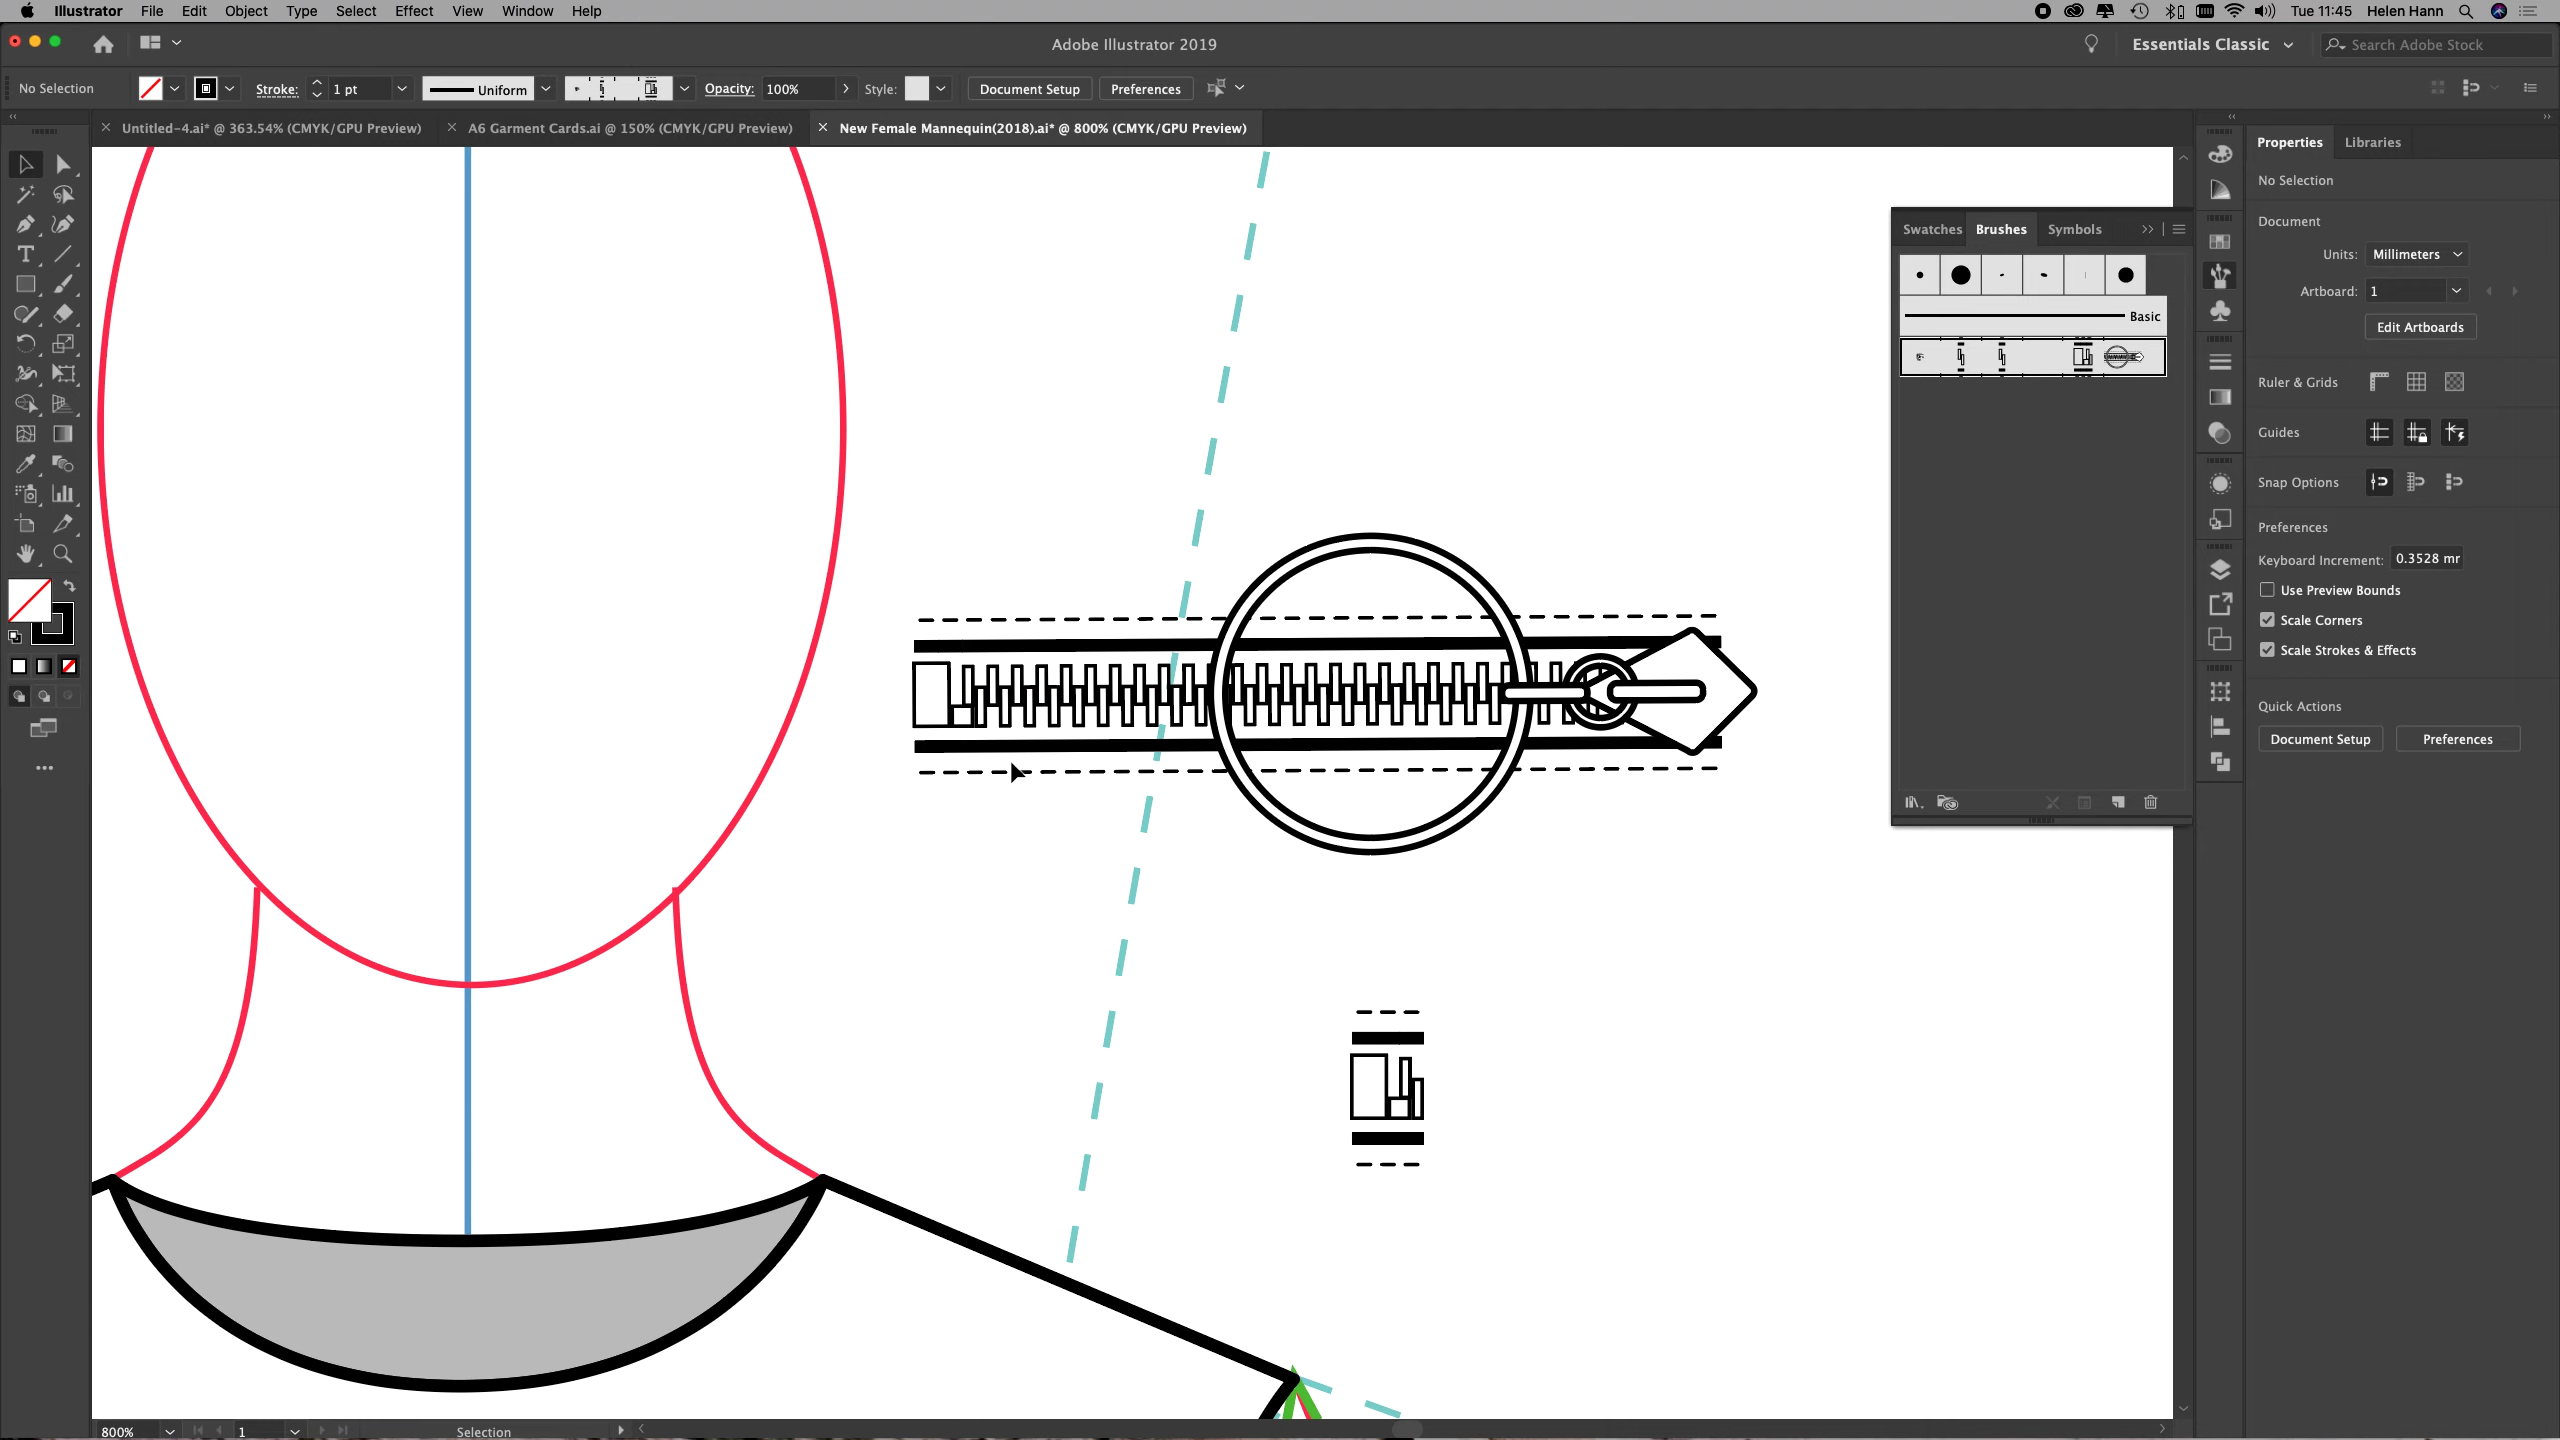 Illustrator File Edit Object Type Select Effect View Window Help
Tue 11:45 Helen Hann
Adobe Illustrator 2019
Essentials Classic
Search Adobe Stock
No Selection
Stroke: 1 pt
Uniform
Opacity: 100%
Style:
Document Setup
Preferences
Untitled-4.ai* @ 363.54% (CMYK/GPU Preview)
A6 Garment Cards.ai @ 150% (CMYK/GPU Preview)
New Female Mannequin(2018).ai* @ 800% (CMYK/GPU Preview)
Swatches Brushes Symbols
Basic
Properties Libraries
No Selection
Document
Units: Millimeters
Artboard: 1
Edit Artboards
Ruler & Grids
Guides
Snap Options
Preferences
Keyboard Increment: 0.3528 mr
Use Preview Bounds
Scale Corners
Scale Strokes & Effects
Quick Actions
Document Setup Preferences
800% 1 Selection